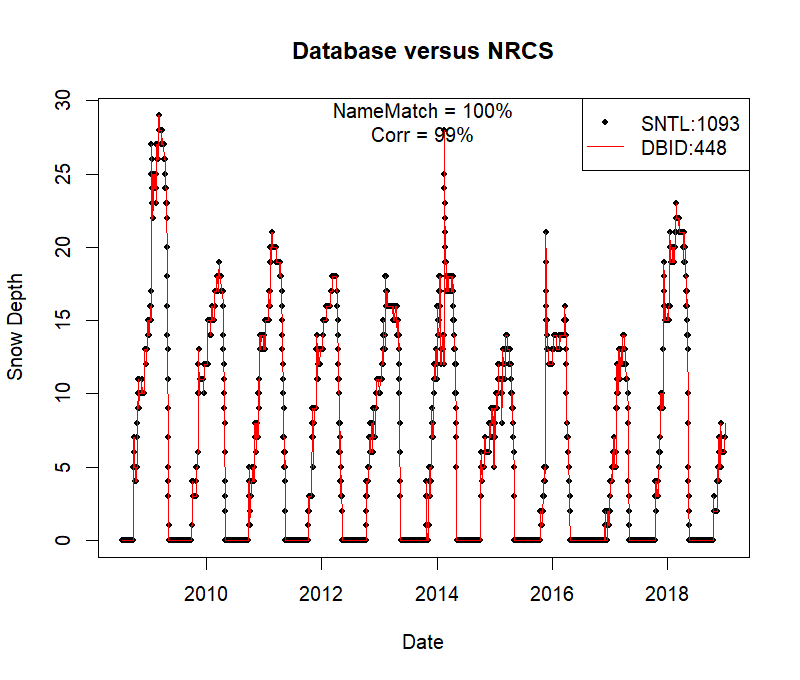 Database versus NRCS
NameMatch = 100%
Corr = 99%
SNTL:1093
DBID:448
Snow Depth
30
25
20
15
10
5
0
2010 2012 2014 2016 2018
Date